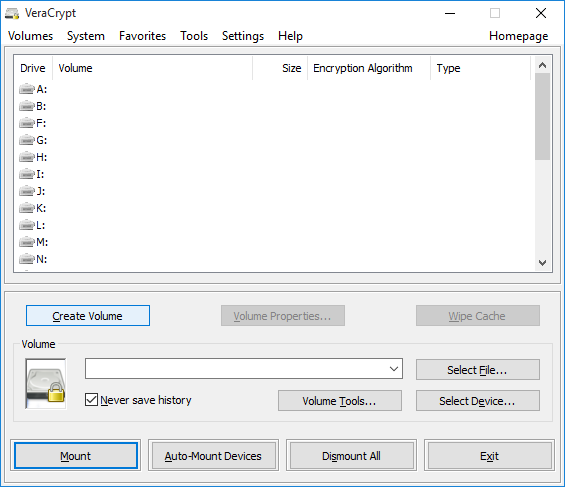 VeraCrypt
Volumes System Favorites Tools Settings Help Homepage
Drive Volume Size Encryption Algorithm Type
A:
B:
F:
G:
H:
I:
J:
K:
L:
M:
N:
Create Volume Volume Properties... Wipe Cache
Volume
Select File...
Never save history Volume Tools... Select Device...
Mount Auto-Mount Devices Dismount All Exit